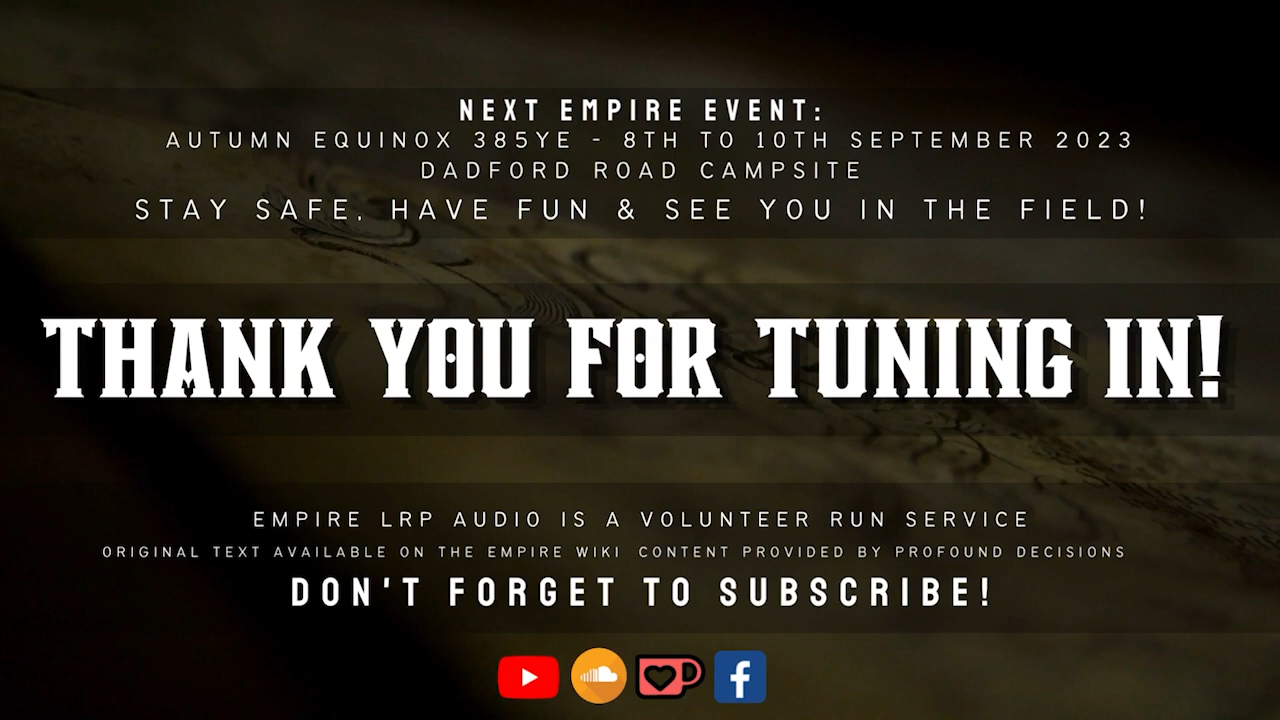 NEXT EMPIRE EVENT:
AUTUMN EQUINOX 385YE - 8TH TO 10TH SEPTEMBER 2023
DADFORD ROAD CAMPSITE
STAY SAFE, HAVE FUN & SEE YOU IN THE FIELD!
THANK YOU FOR TUNING IN!
EMPIRE LRP AUDIO IS A VOLUNTEER RUN SERVICE
ORIGINAL TEXT AVAILABLE ON THE EMPIRE WIKI CONTENT PROVIDED BY PROFOUND DECISIONS
DON'T FORGET TO SUBSCRIBE!